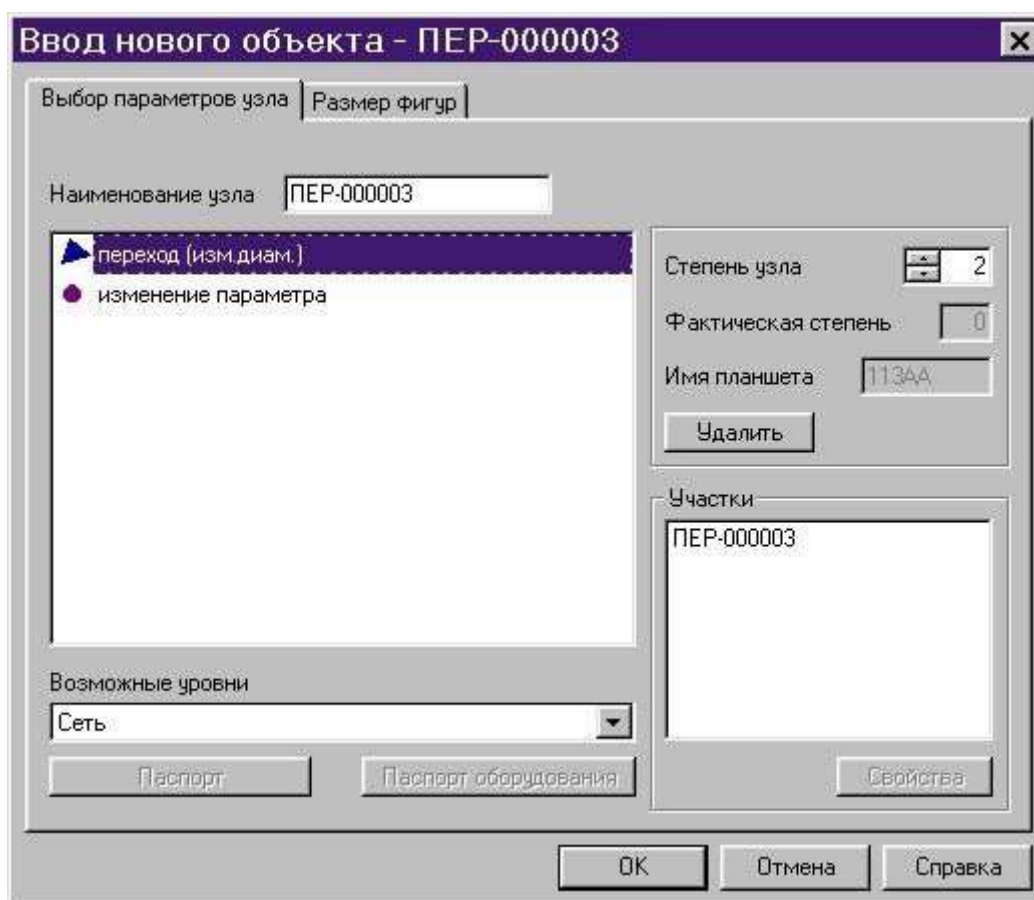 Ввод нового объекта - ПЕР-000003
Выбор параметров узла
Размер фигур
Наименование узла
ПЕР-000003
переход (изм.диам.)
изменение параметра
Степень узла
2
Фактическая степень
0
Имя планшета
113АА
Удалить
Участки
ПЕР-000003
Возможные уровни
Сеть
Паспорт
Паспорт оборудования
Свойства
ОК
Отмена
Справка